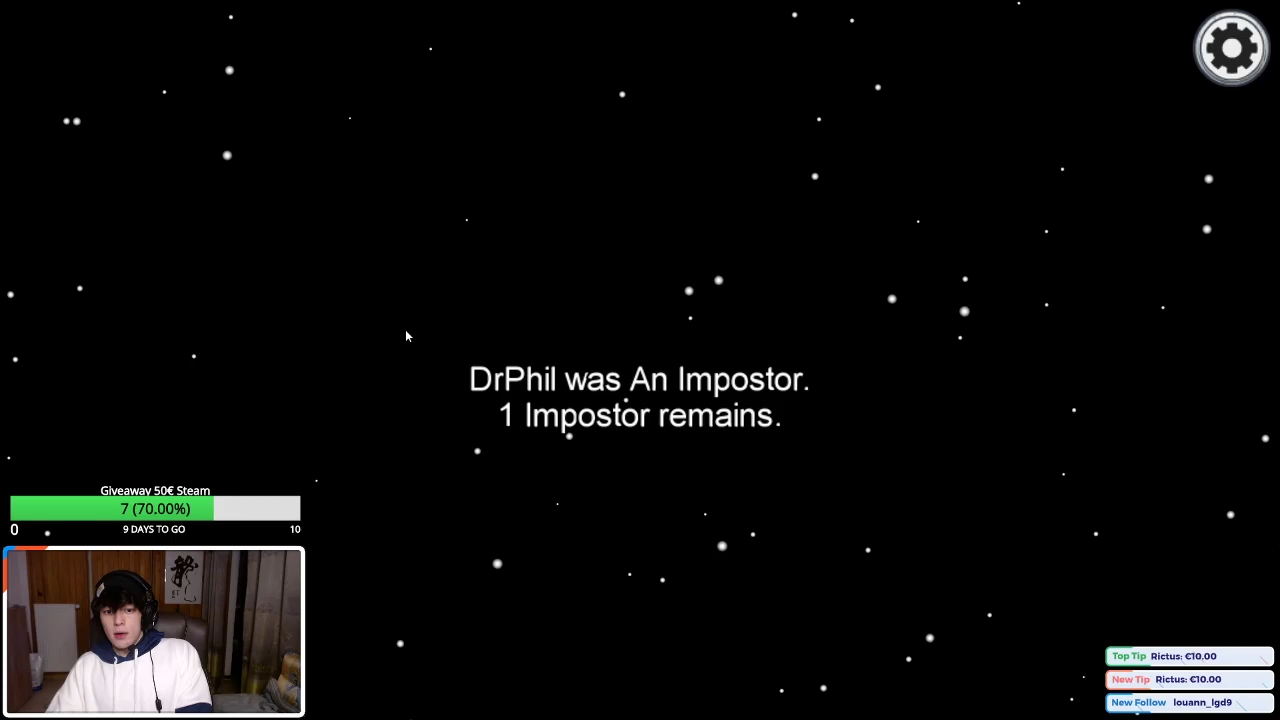 DrPhil was An Impostor.
1 Impostor remains.
Giveaway 50€ Steam
7 (70.00%)
0 9 DAYS TO GO 10
Top Tip Rictus: €10.00
New Tip Rictus: €10.00
New Follow louann_lgd9